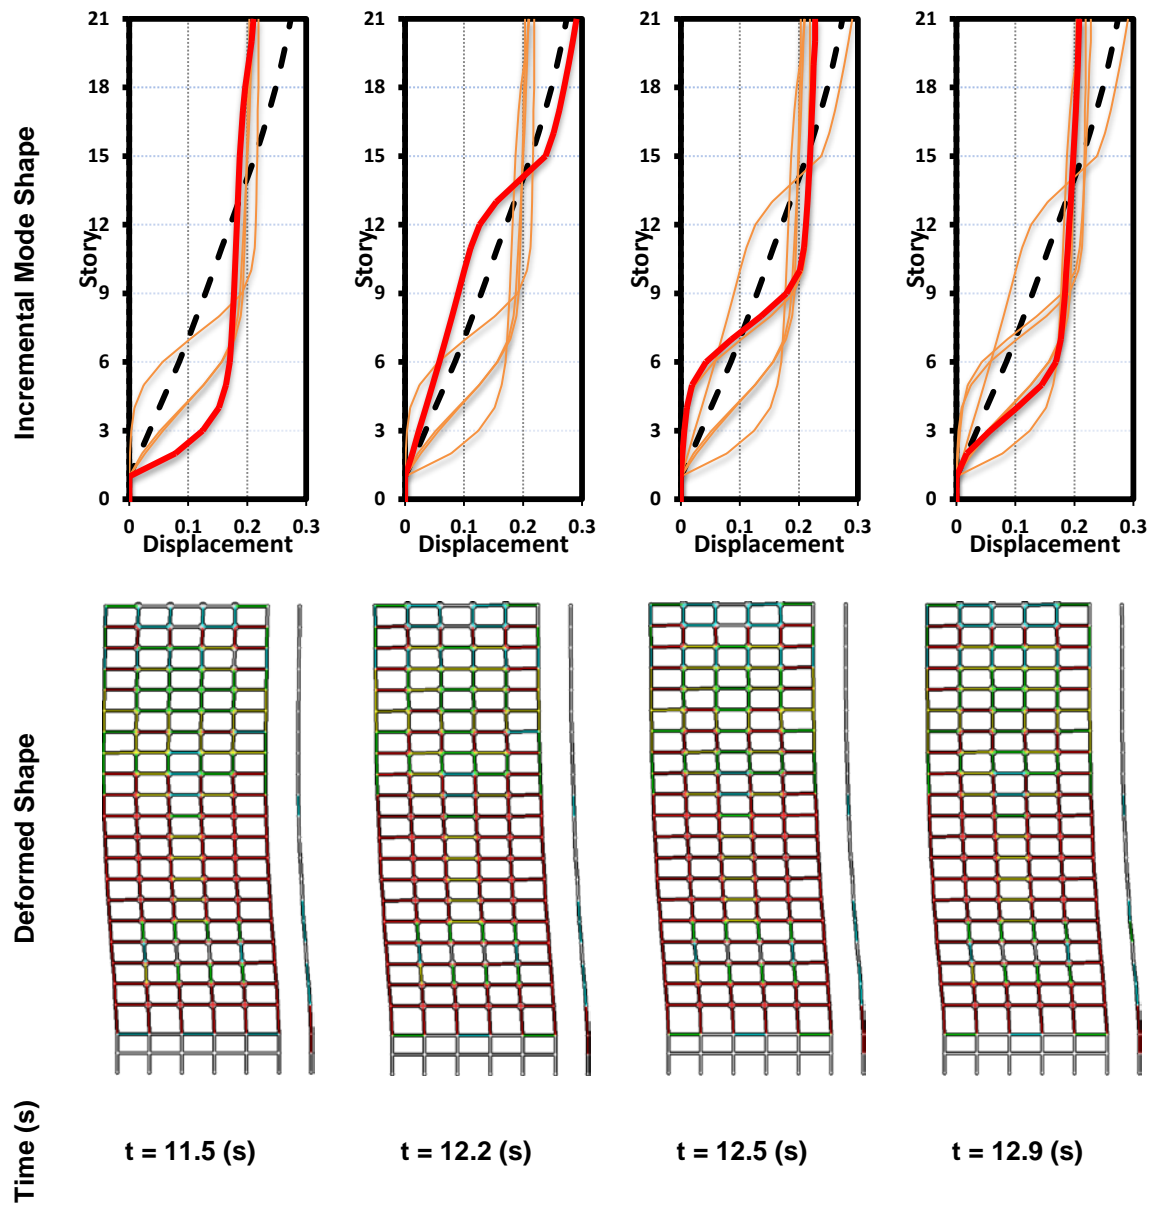 Incremental Mode Shape
21
18
15
12
9
6
3
0
Story
0 0.1 0.2 0.3
Displacement
21
18
15
12
9
6
3
0
Story
0 0.1 0.2 0.3
Displacement
21
18
15
12
9
6
3
0
Story
0 0.1 0.2 0.3
Displacement
21
18
15
12
9
6
3
0
Story
0 0.1 0.2 0.3
Displacement
Deformed Shape
Time (s)
t = 11.5 (s)
t = 12.2 (s)
t = 12.5 (s)
t = 12.9 (s)